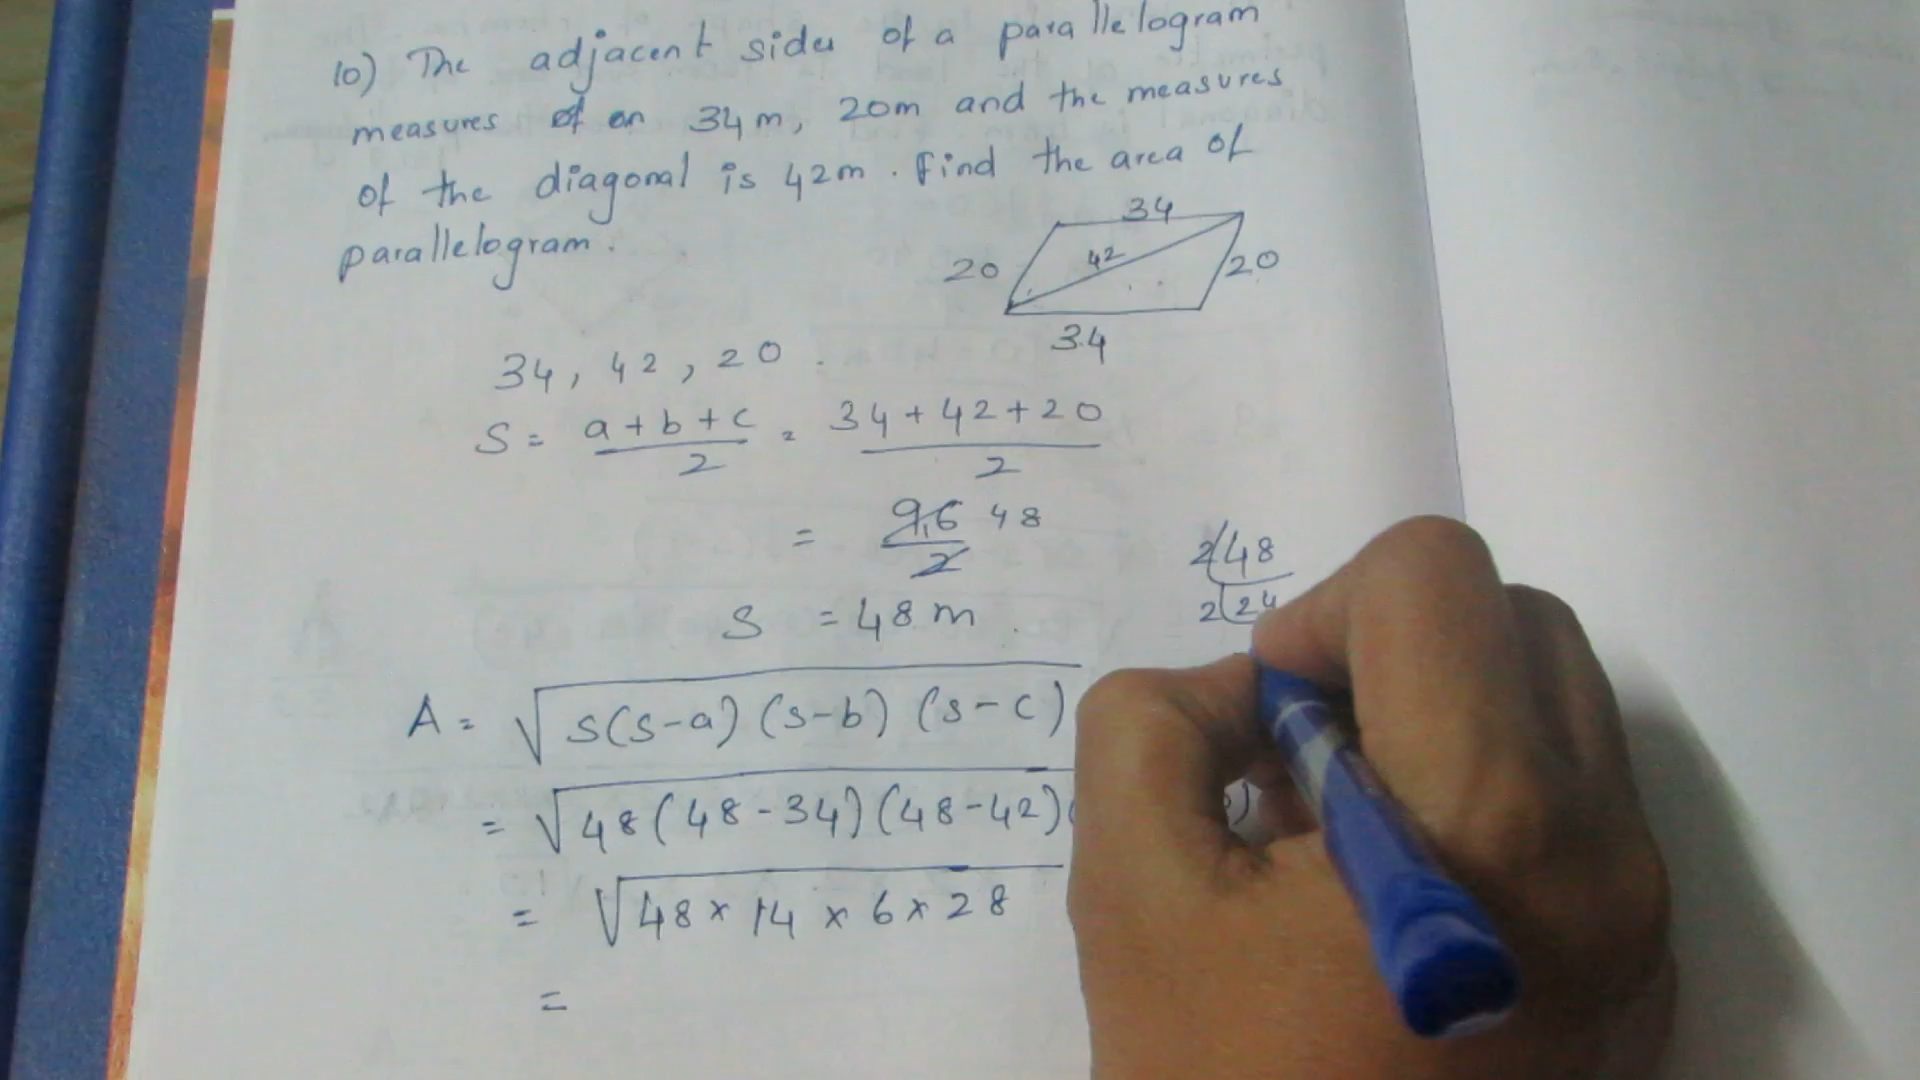 10) The adjacent sides of a parallelogram
measures of on 34m, 20m and the measures
of the diagonal is 42m. Find the area of
parallelogram.
34
20 42 20
34
34, 42, 20.
S = a+b+c/2 = 34+42+20/2
= 96/2 48
S = 48m.
2 48
2 24
A = √s(s-a)(s-b)(s-c)
= √48(48-34)(48-42)(
= √48×14×6×28
=